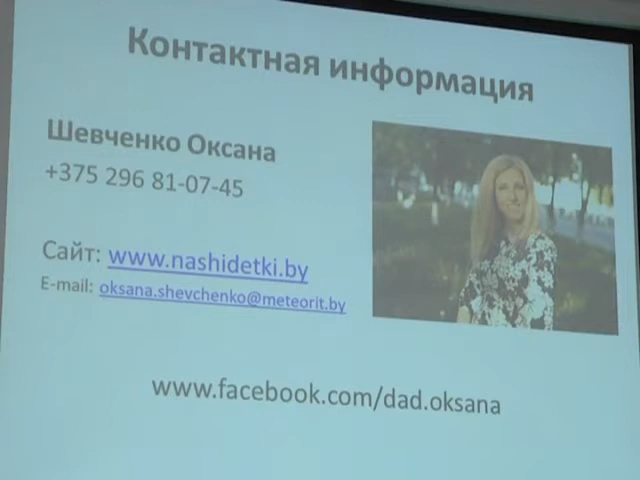 Контактная информация
Шевченко Оксана
+375 296 81-07-45
Сайт: www.nashidetki.by
E-mail: oksana.shevchenko@meteorit.by
www.facebook.com/dad.oksana